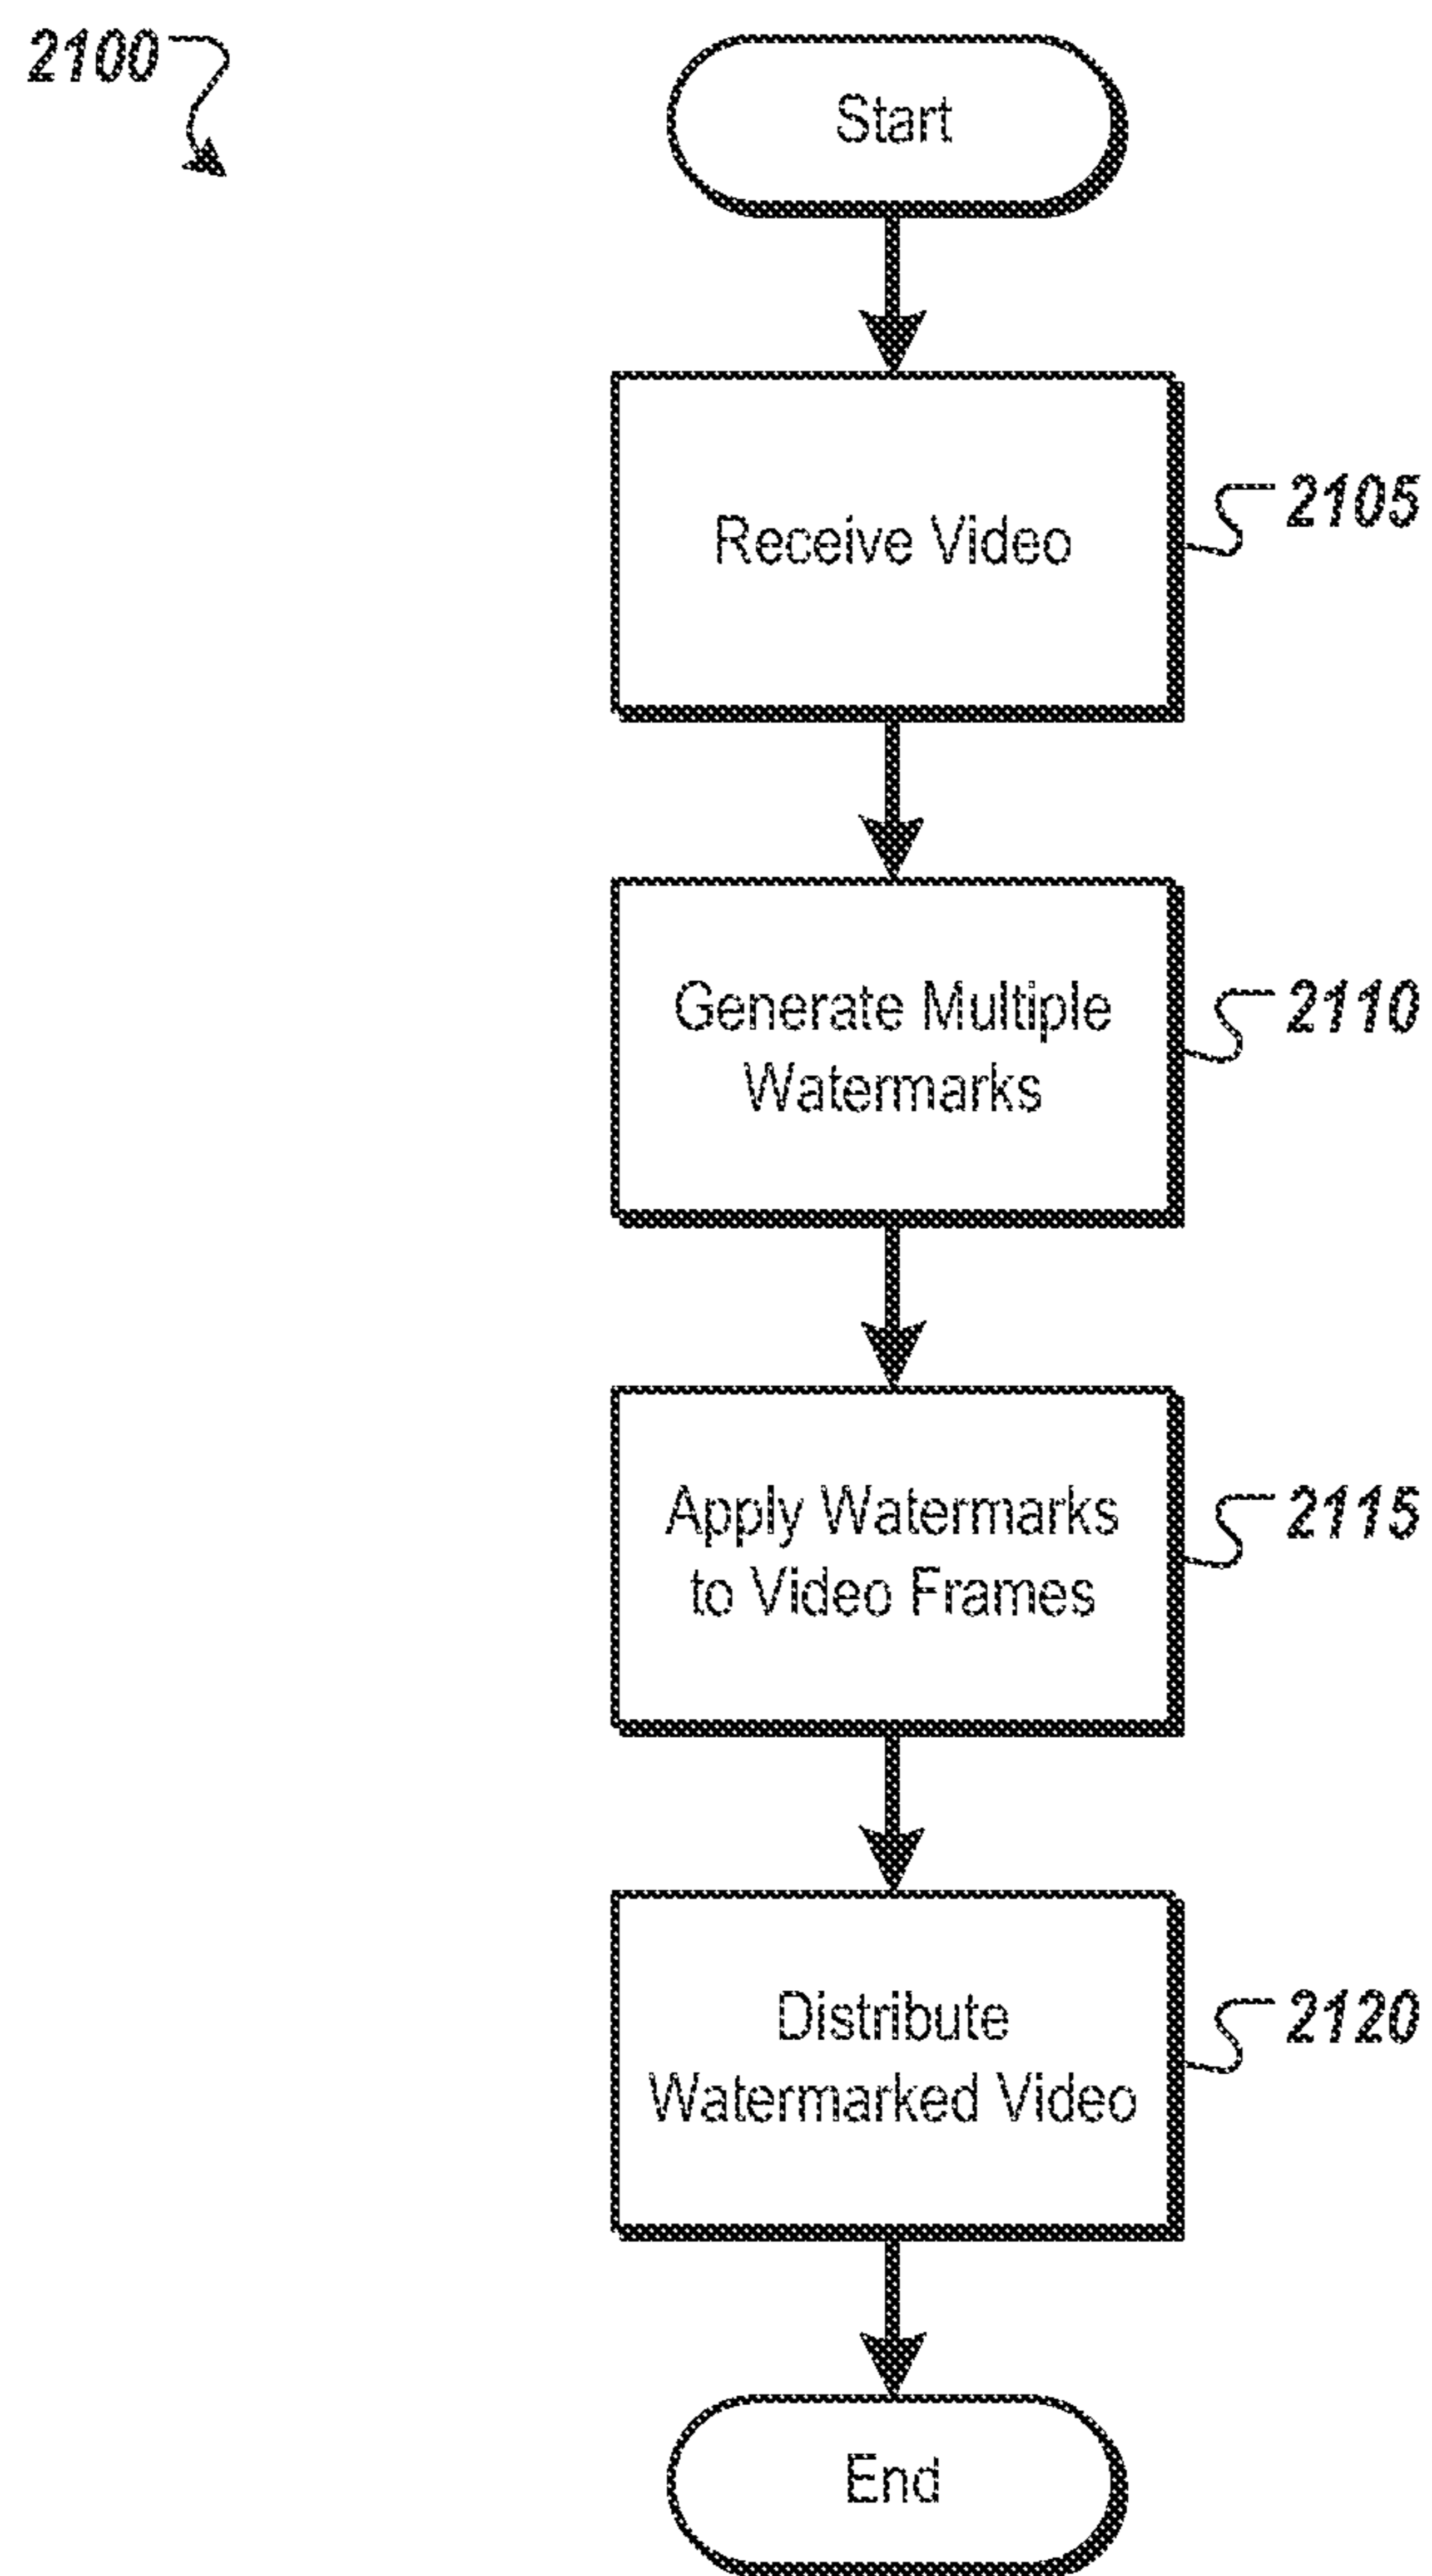 2100
Start
Receive Video
2105
Generate Multiple
Watermarks
2110
Apply Watermarks
to Video Frames
2115
Distribute
Watermarked Video
2120
End